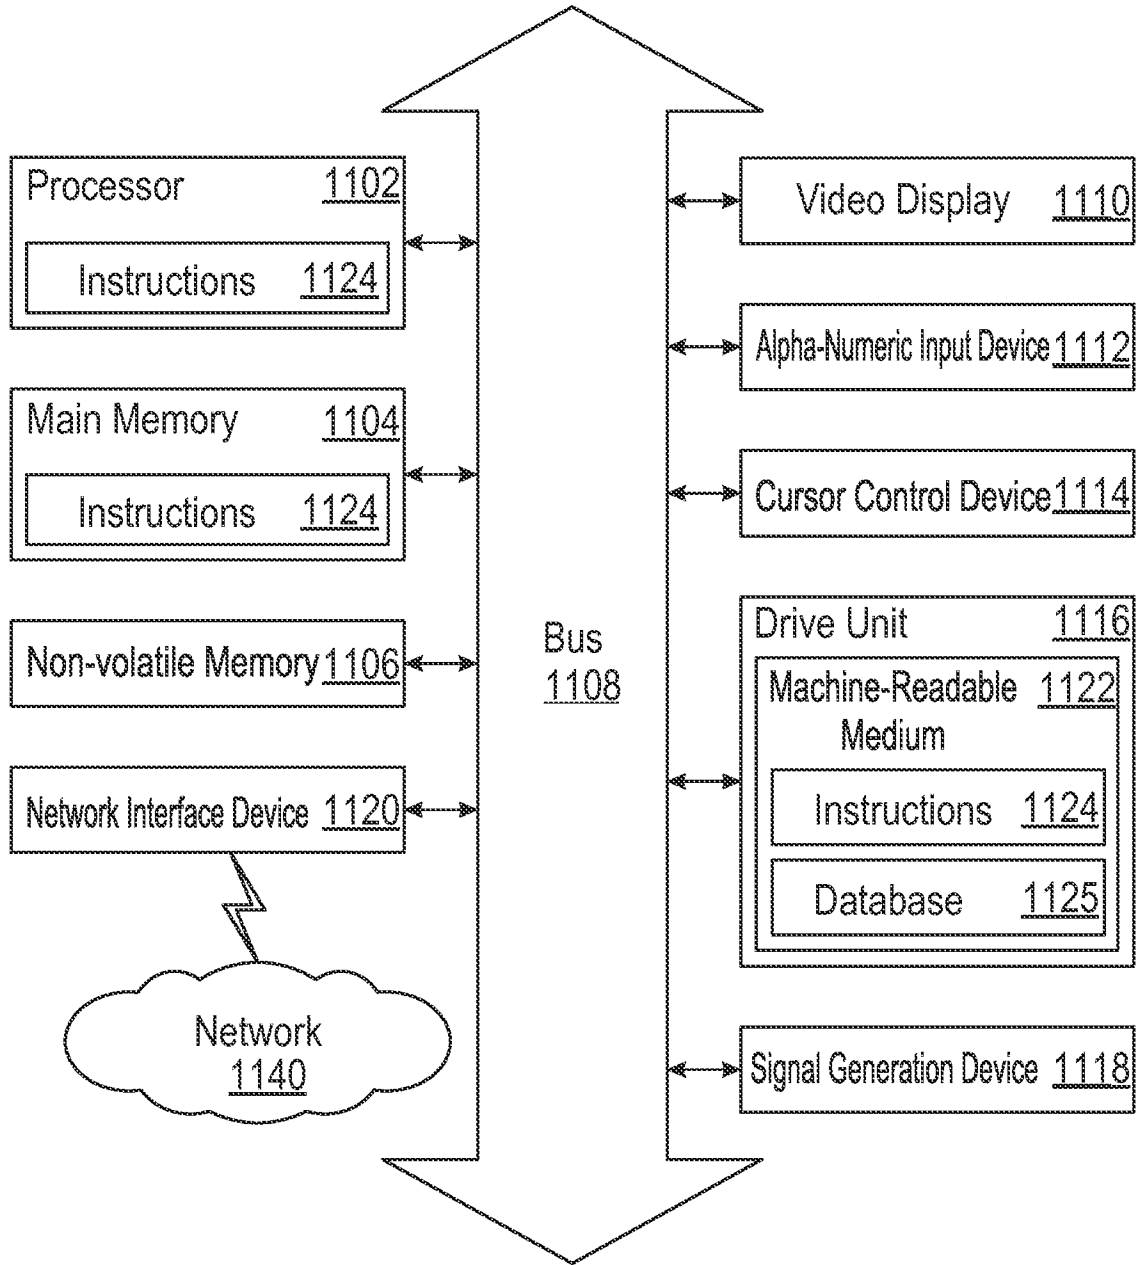 Processor 1102
Instructions 1124
Main Memory 1104
Instructions 1124
Non-volatile Memory 1106
Network Interface Device 1120
Network
1140
Bus
1108
Video Display 1110
Alpha-Numeric Input Device 1112
Cursor Control Device 1114
Drive Unit 1116
Machine-Readable 1122
Medium
Instructions 1124
Database 1125
Signal Generation Device 1118